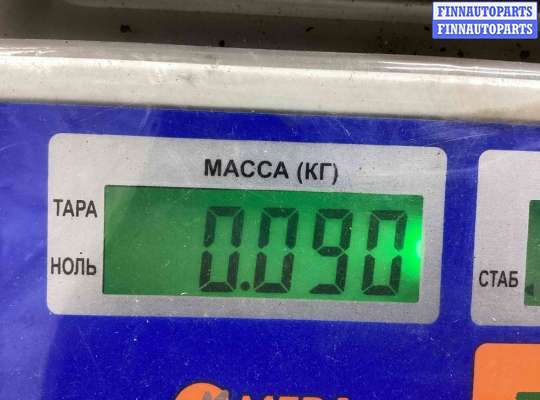 FINNAUTOPARTS
FINNAUTOPARTS
МАССА (КГ)
ТАРА
0.090
НОЛЬ
СТАБ